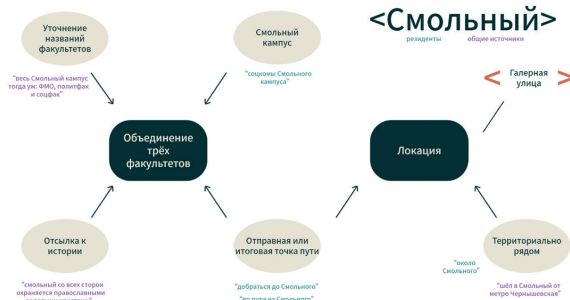 <Смольный>
резиденты общие источники
Уточнение
названий
факультетов
"весь Смольный кампус
тогда уж: ФМО, политфак
и соцфак"
Смольный
кампус
"соцкомы Смольного
кампуса"
< Галерная
улица >
Объединение
трёх
факультетов
Локация
Отсылка к
истории
"смольный со всех сторон
охраняется православными
Отправная или
итоговая точка пути
"добраться до Смольного"
"по пути из Смольного"
Территориально
рядом
"около
Смольного"
"шёл в Смольный от
метро Чернышевская"